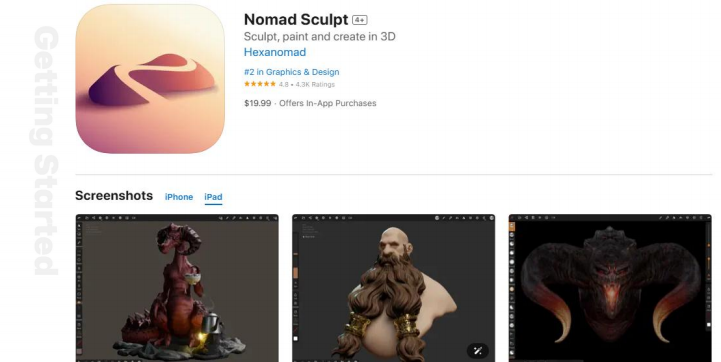 Getting Started
Nomad Sculpt 4+
Sculpt, paint and create in 3D
Hexanomad
#2 in Graphics & Design
★★★★★ 4.8 • 4.3K Ratings
$19.99 · Offers In-App Purchases
Screenshots iPhone iPad